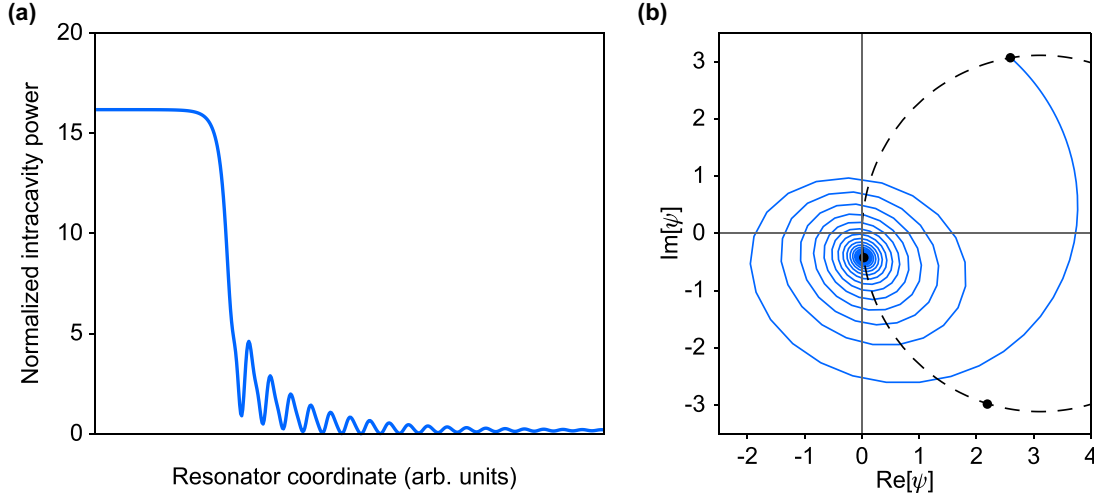 (a)
20
15
10
5
0
Normalized intracavity power
Resonator coordinate (arb. units)
(b)
3
2
1
0
-1
-2
-3
Im[ψ]
-2 -1 0 1 2 3 4
Re[ψ]